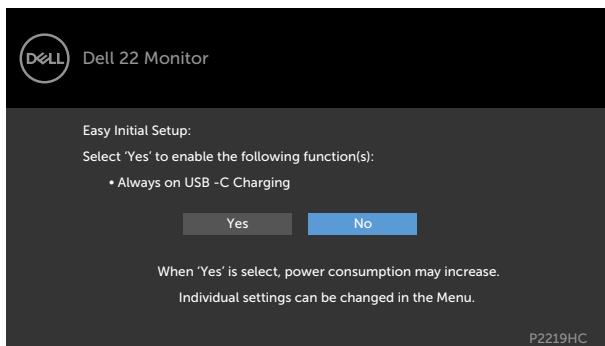 DELL
Dell 22 Monitor
Easy Initial Setup:
Select ‘Yes’ to enable the following function(s):
• Always on USB -C Charging
Yes No
When ‘Yes’ is select, power consumption may increase.
Individual settings can be changed in the Menu.
P2219HC